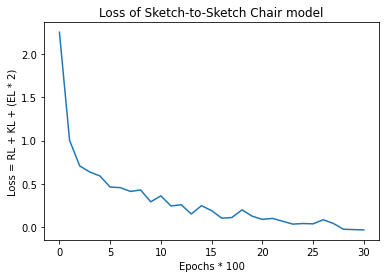 Loss of Sketch-to-Sketch Chair model
Loss = RL + KL + (EL * 2)
2.0
1.5
1.0
0.5
0.0
0 5 10 15 20 25 30
Epochs * 100